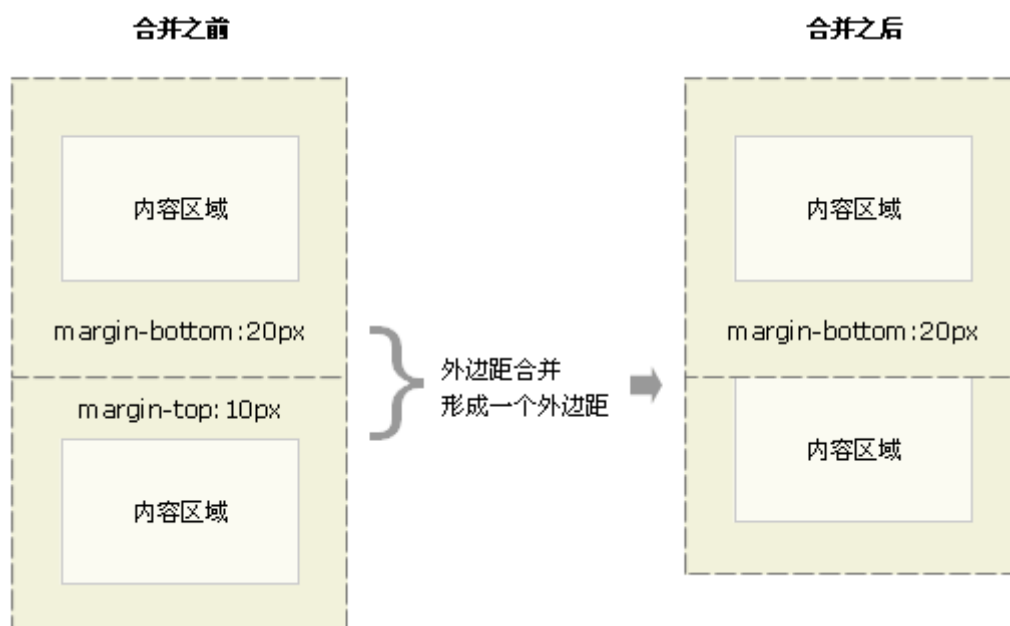 合并之前
合并之后
内容区域
margin-bottom:20px
margin-top:10px
内容区域
外边距合并
形成一个外边距
内容区域
margin-bottom:20px
内容区域